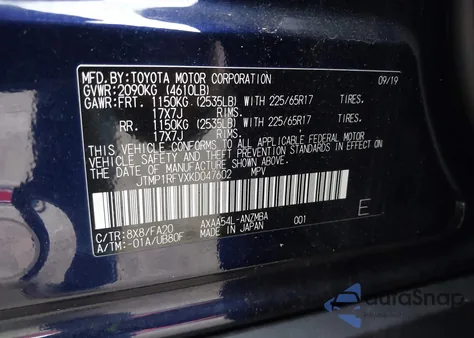 MFD. BY: TOYOTA MOTOR CORPORATION 09/19
GVWR: 2090KG (4610LB)
GAWR: FRT. 1150KG (2535LB) WITH 225/65R17 TIRES.
17X7J RIMS.
RR. 1150KG (2535LB) WITH 225/65R17 TIRES.
17X7J RIMS.
THIS VEHICLE CONFORMS TO ALL APPLICABLE FEDERAL MOTOR
VEHICLE SAFETY AND THEFT PREVENTION STANDARDS IN EFFECT
ON THE DATE OF MANUFACTURE SHOWN ABOVE.
JTMP1RFVXKD047602 MPV
C/TR: 8X8/FA20 AXAA54L-ANZMBA 001 E
A/TM: -01A/UB80F MADE IN JAPAN
AutoSnap